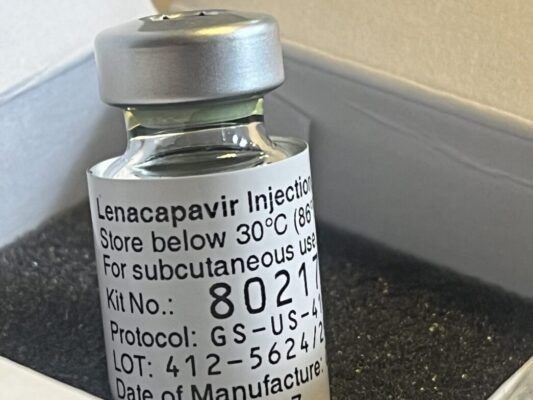 Lenacapavir Injection
Store below 30°C (86°
For subcutaneous use
Kit No.: 80217
Protocol: GS-US-4
LOT: 412-5624/2
Date of Manufacture: